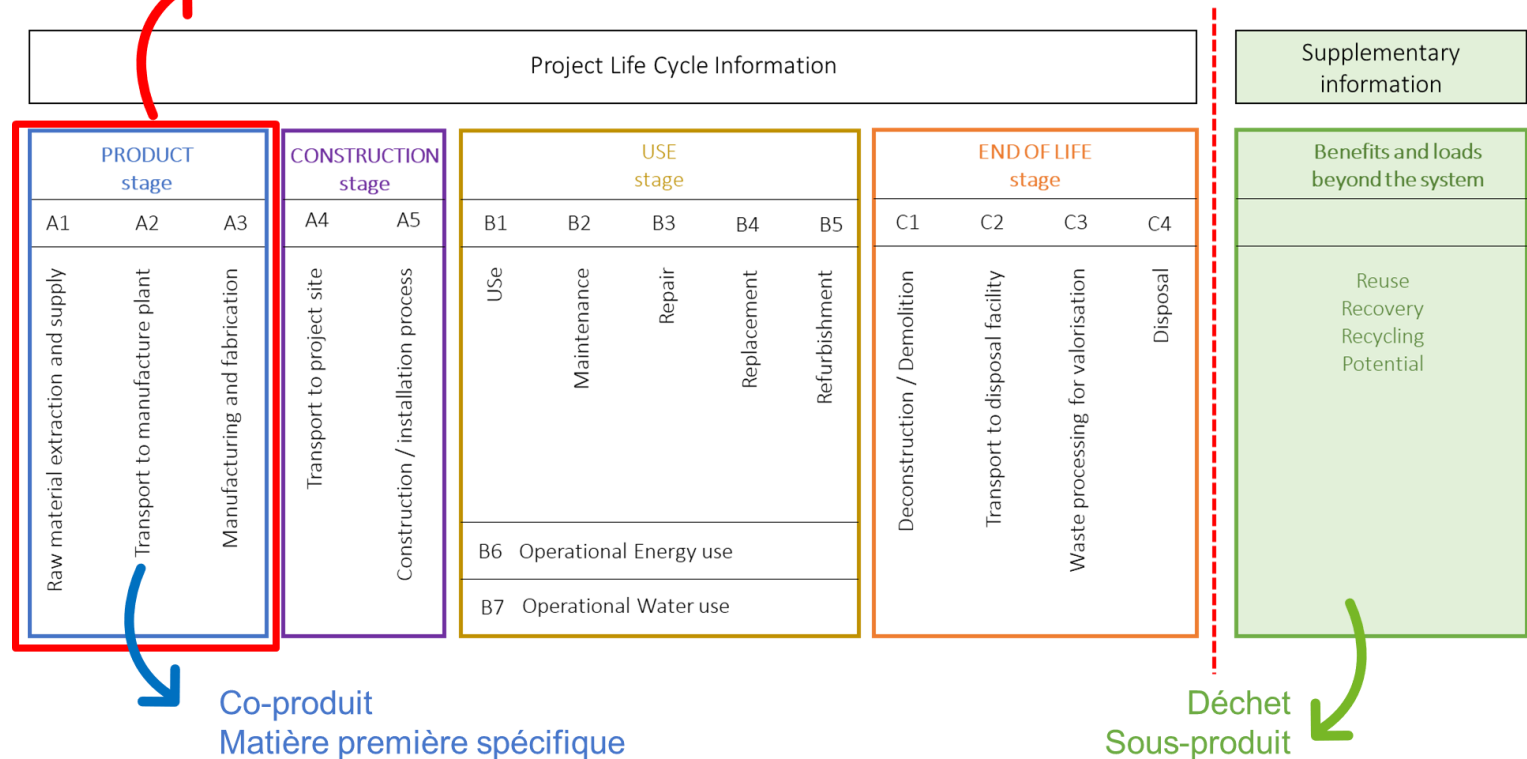 Project Life Cycle Information
Supplementary
information
PRODUCT
stage
CONSTRUCTION
stage
USE
stage
END OF LIFE
stage
Benefits and loads
beyond the system
A1
A2
A3
A4
A5
B1
B2
B3
B4
B5
C1
C2
C3
C4
Raw material extraction and supply
Transport to manufacture plant
Manufacturing and fabrication
Transport to project site
Construction / installation process
USe
Maintenance
Repair
Replacement
Refurbishment
B6 Operational Energy use
B7 Operational Water use
Deconstruction / Demolition
Transport to disposal facility
Waste processing for valorisation
Disposal
Reuse
Recovery
Recycling
Potential
Co-produit
Matière première spécifique
Déchet
Sous-produit